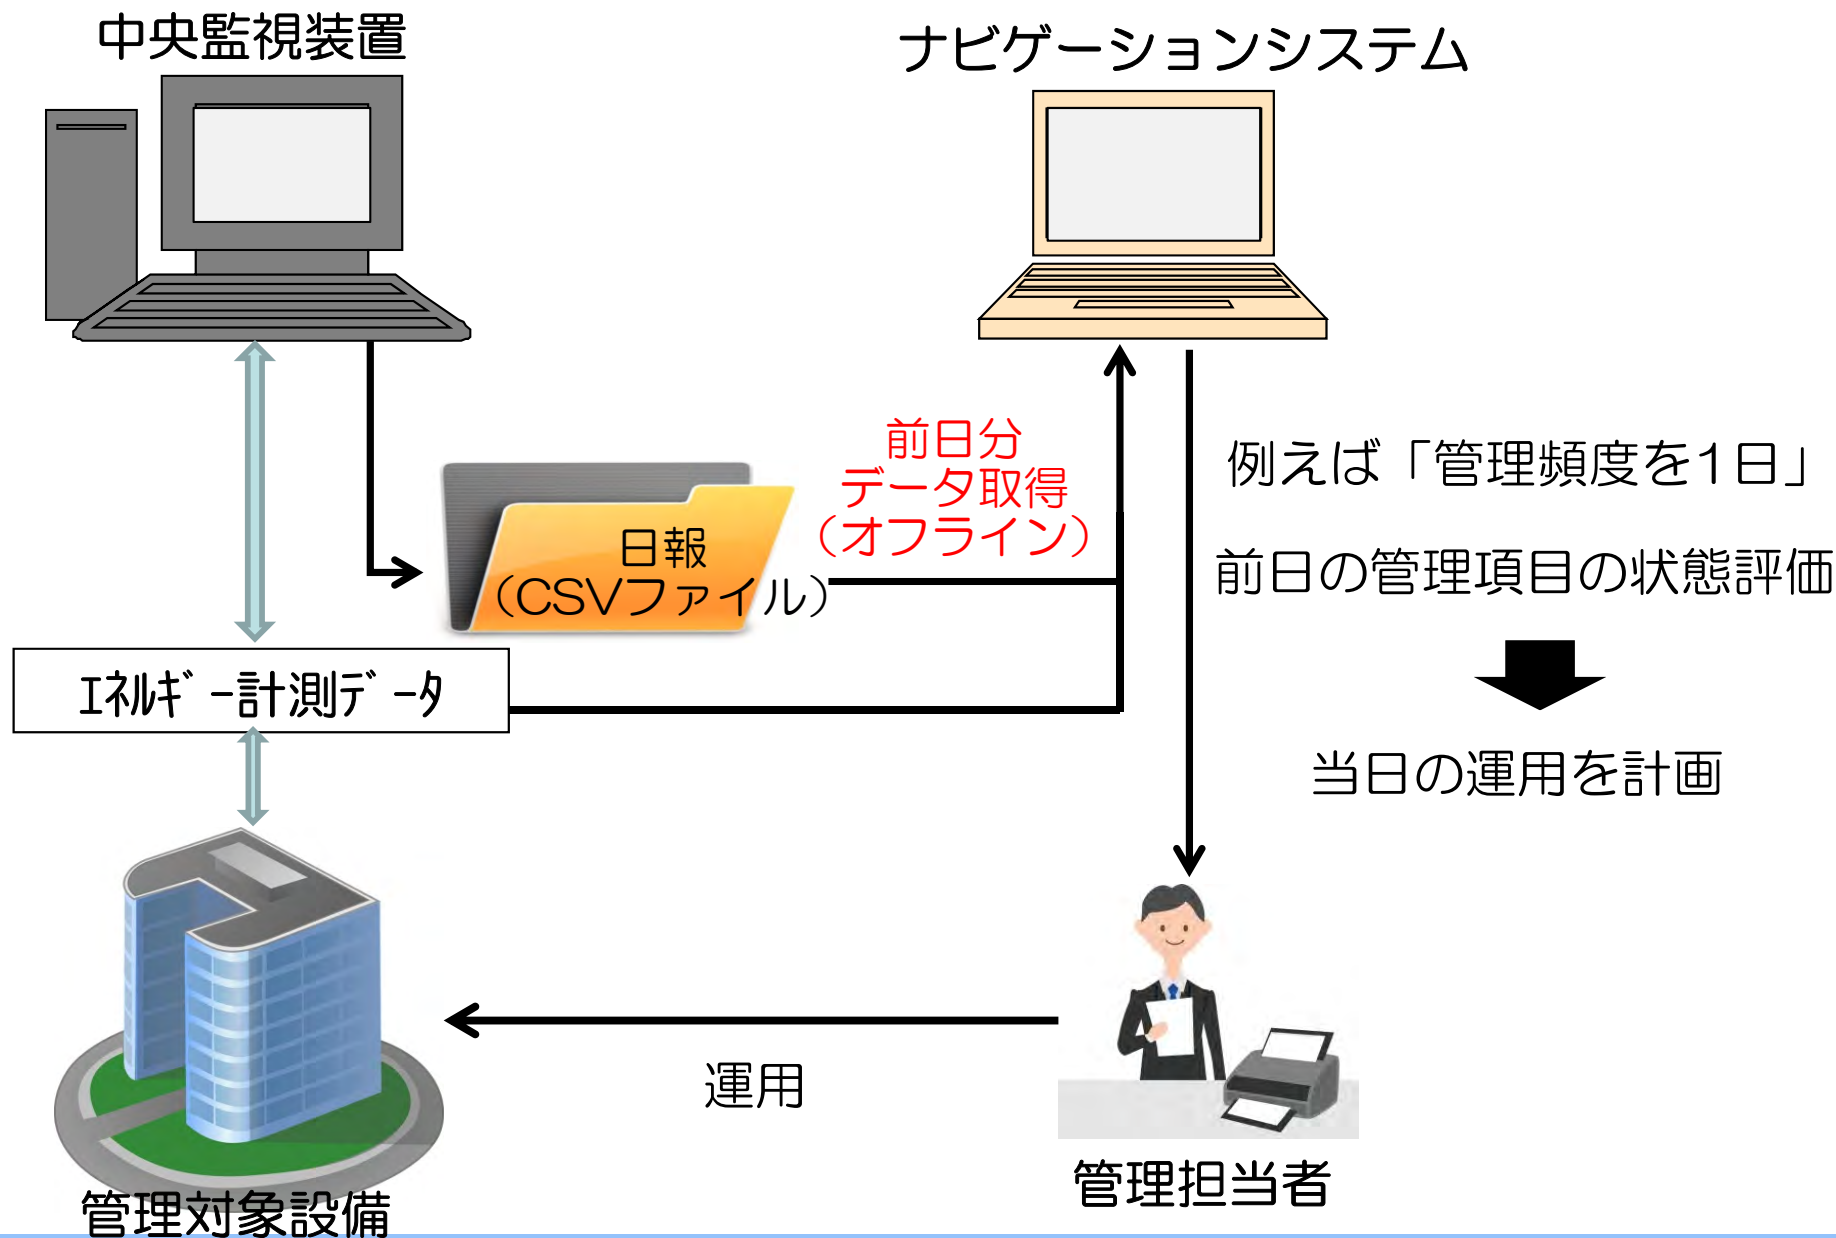 中央監視装置
ナビゲーションシステム
前日分
データ取得
（オフライン）
日報
（CSVファイル）
例えば「管理頻度を1日」
前日の管理項目の状態評価
当日の運用を計画
ｴﾈﾙｷﾞｰ計測ﾃﾞｰﾀ
運用
管理担当者
管理対象設備